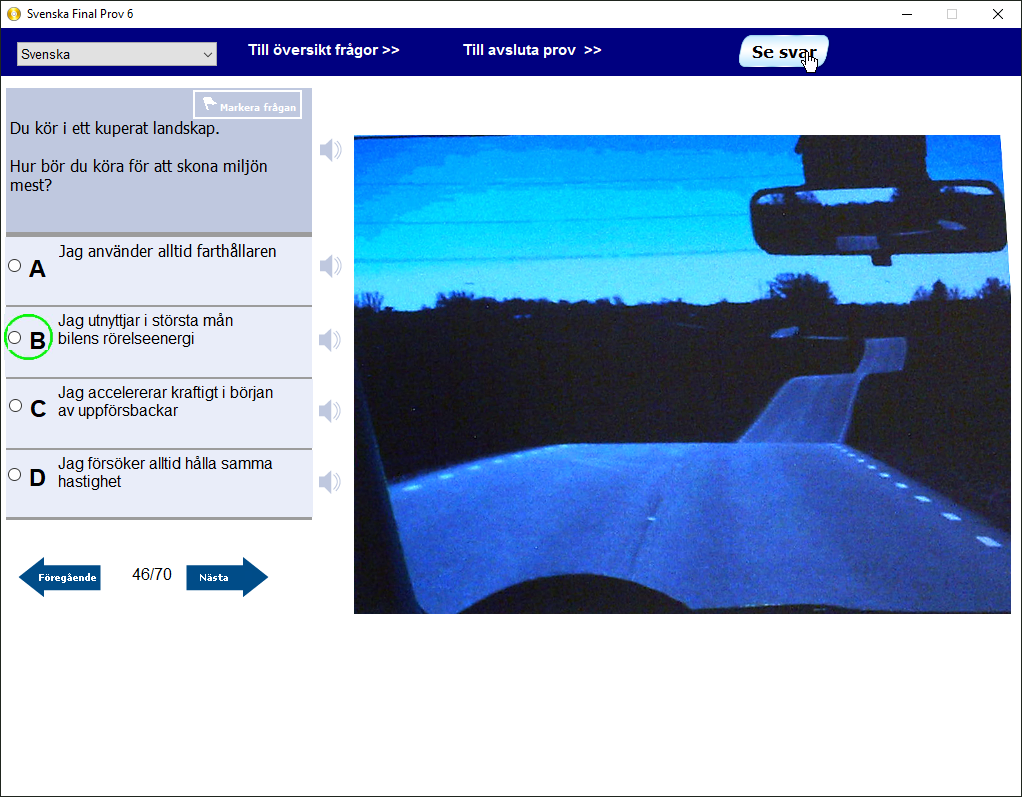 Svenska Final Prov 6
Svenska
Till översikt frågor >>
Till avsluta prov >>
Se svar
Markera frågan
Du kör i ett kuperat landskap.
Hur bör du köra för att skona miljön
mest?
A
Jag använder alltid farthållaren
B
Jag utnyttjar i största mån
bilens rörelseenergi
C
Jag accelererar kraftigt i början
av uppförsbackar
D
Jag försöker alltid hålla samma
hastighet
Föregående
46/70
Nästa